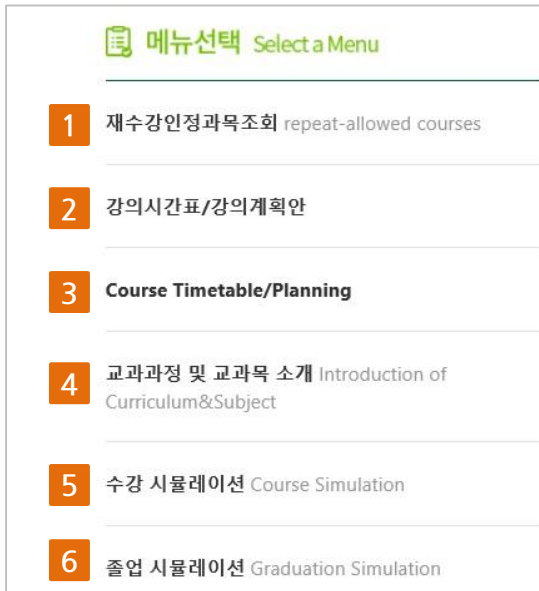 메뉴선택 Select a Menu
1 재수강인정과목조회 repeat-allowed courses
2 강의시간표/강의계획안
3 Course Timetable/Planning
4 교과과정 및 교과목 소개 Introduction of
Curriculum&Subject
5 수강 시뮬레이션 Course Simulation
6 졸업 시뮬레이션 Graduation Simulation